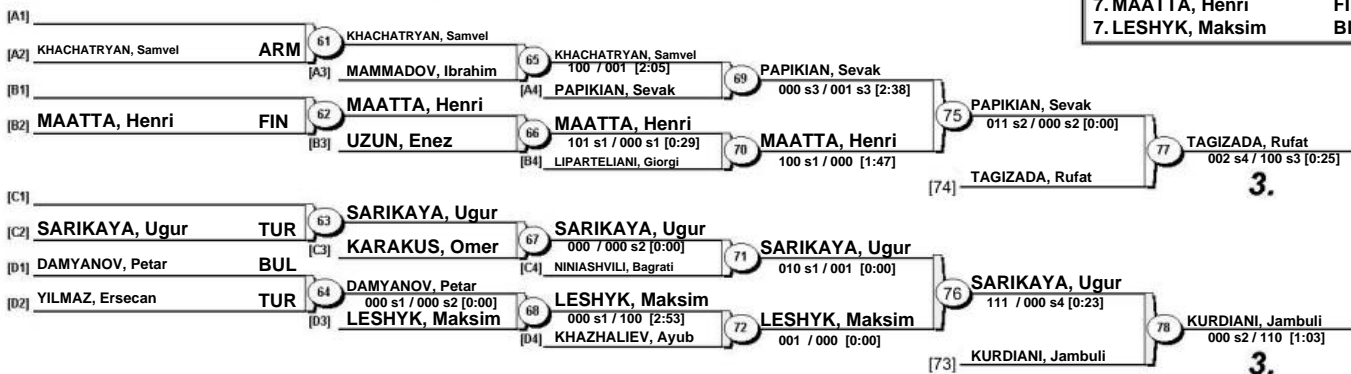 7. MAATTA, Henri FI
7. LESHYK, Maksim
[A1]
[A2] KHACHATRYAN, Samvel ARM
61 KHACHATRYAN, Samvel
[A3] MAMMADOV, Ibrahim
65 KHACHATRYAN, Samvel
100 / 001 [2:05]
[A4] PAPIKIAN, Sevak
69 PAPIKIAN, Sevak
000 s3 / 001 s3 [2:38]
[B1]
[B2] MAATTA, Henri FIN
62 MAATTA, Henri
[B3] UZUN, Enez
66 MAATTA, Henri
101 s1 / 000 s1 [0:29]
[B4] LIPARTELIANI, Giorgi
70 MAATTA, Henri
100 s1 / 000 [1:47]
75 PAPIKIAN, Sevak
011 s2 / 000 s2 [0:00]
[74] TAGIZADA, Rufat
77 TAGIZADA, Rufat
002 s4 / 100 s3 [0:25]
3.
[C1]
[C2] SARIKAYA, Ugur TUR
63 SARIKAYA, Ugur
[C3] KARAKUS, Omer
67 SARIKAYA, Ugur
000 / 000 s2 [0:00]
[C4] NINIASHVILI, Bagrati
71 SARIKAYA, Ugur
010 s1 / 001 [0:00]
[D1] DAMYANOV, Petar BUL
[D2] YILMAZ, Ersecan TUR
64 DAMYANOV, Petar
000 s1 / 000 s2 [0:00]
[D3] LESHYK, Maksim
68 LESHYK, Maksim
000 s1 / 100 [2:53]
[D4] KHAZHALIEV, Ayub
72 LESHYK, Maksim
001 / 000 [0:00]
76 SARIKAYA, Ugur
111 / 000 s4 [0:23]
[73] KURDIANI, Jambuli
78 KURDIANI, Jambuli
000 s2 / 110 [1:03]
3.